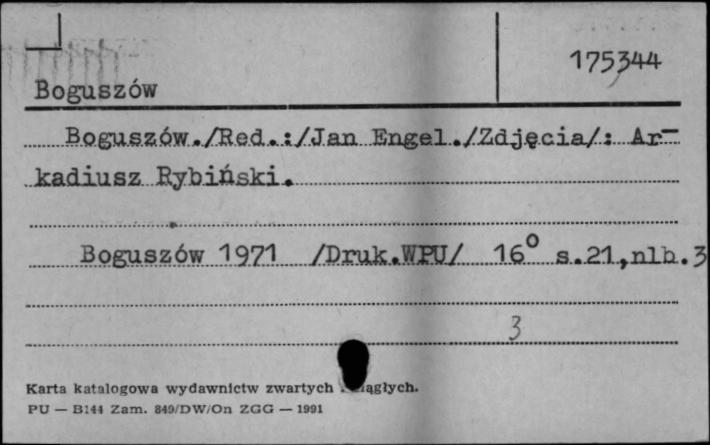 175344
Boguszów
Boguszów./Red.:/Jan Engel./Zdjęcia/: Ar-
kadiusz Rybiński.
Boguszów 1971 /Druk.WPU/ 16° s.21,nlb.3
3
Karta katalogowa wydawnictw zwartych ciągłych.
PU — B144 Zam. 849/DW/On ZGG — 1991